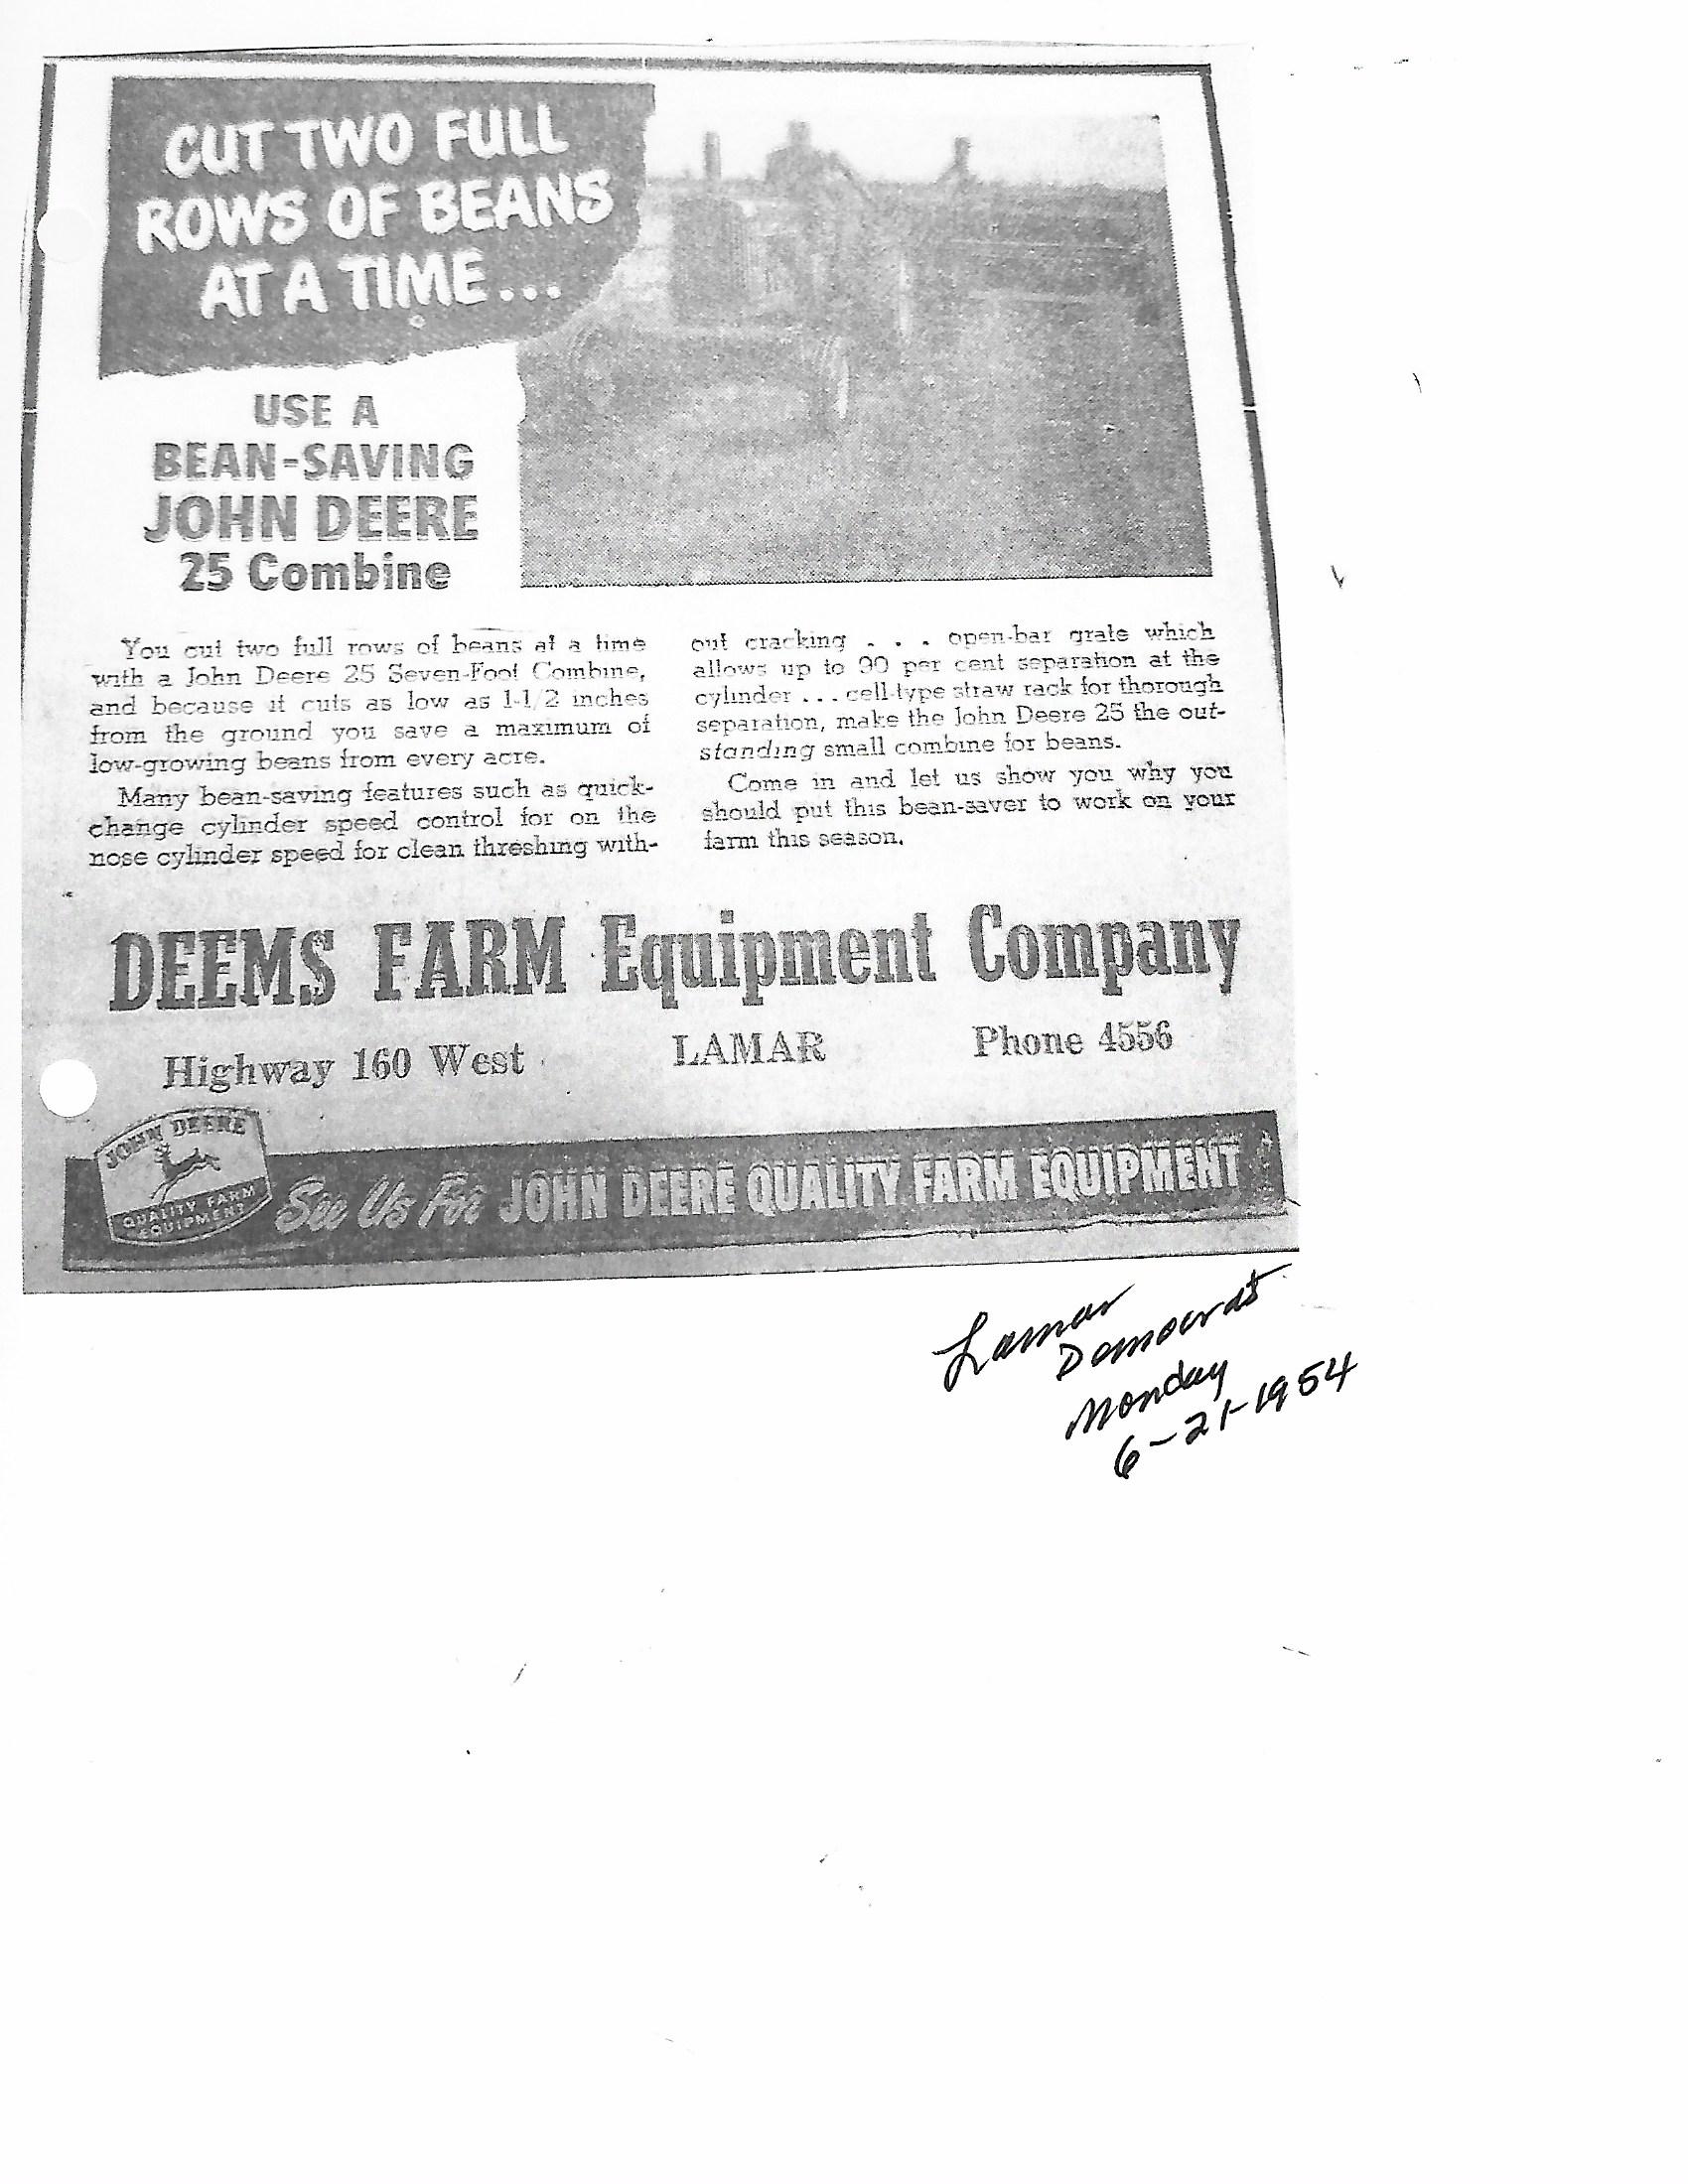 CUT TWO FULL
ROWS OF BEANS
AT A TIME...
USE A
BEAN-SAVING
JOHN DEERE
25 Combine
You cut two full rows of beans at a time
with a John Deere 25 Seven-Foot Combine,
and because it cuts as low as 1-1/2 inches
from the ground you save a maximum of
low-growing beans from every acre.
Many bean-saving features such as quick-
change cylinder speed control for on the
nose cylinder speed for clean threshing with-
out cracking . . . open-bar grate which
allows up to 90 per cent separation at the
cylinder ... cell-type straw rack for thorough
separation, make the John Deere 25 the out-
standing small combine for beans.
Come in and let us show you why you
should put this bean-saver to work on your
farm this season.
DEEMS FARM Equipment Company
Highway 160 West LAMAR Phone 4556
JOHN DEERE
QUALITY FARM
EQUIPMENT
See Us For JOHN DEERE QUALITY FARM EQUIPMENT
Lamar
Democrat
Monday
6-21-1954